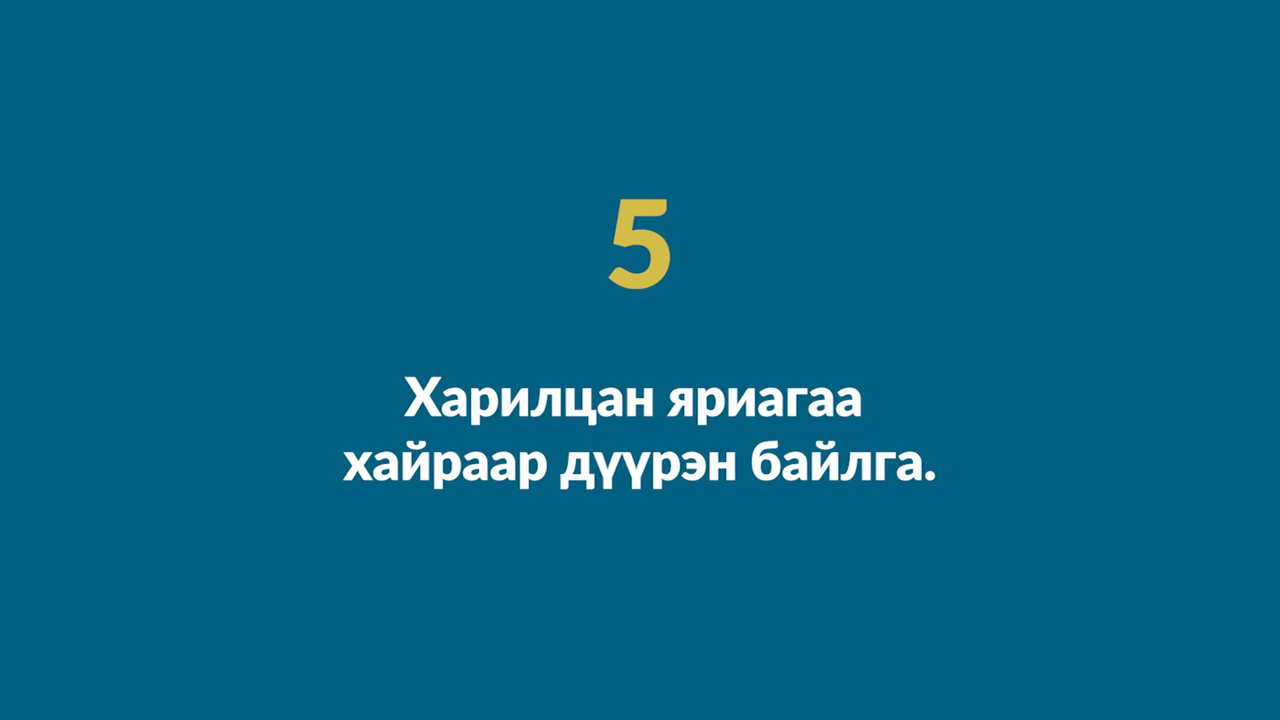 5
Харилцан яриагаа
хайраар дүүрэн байлга.